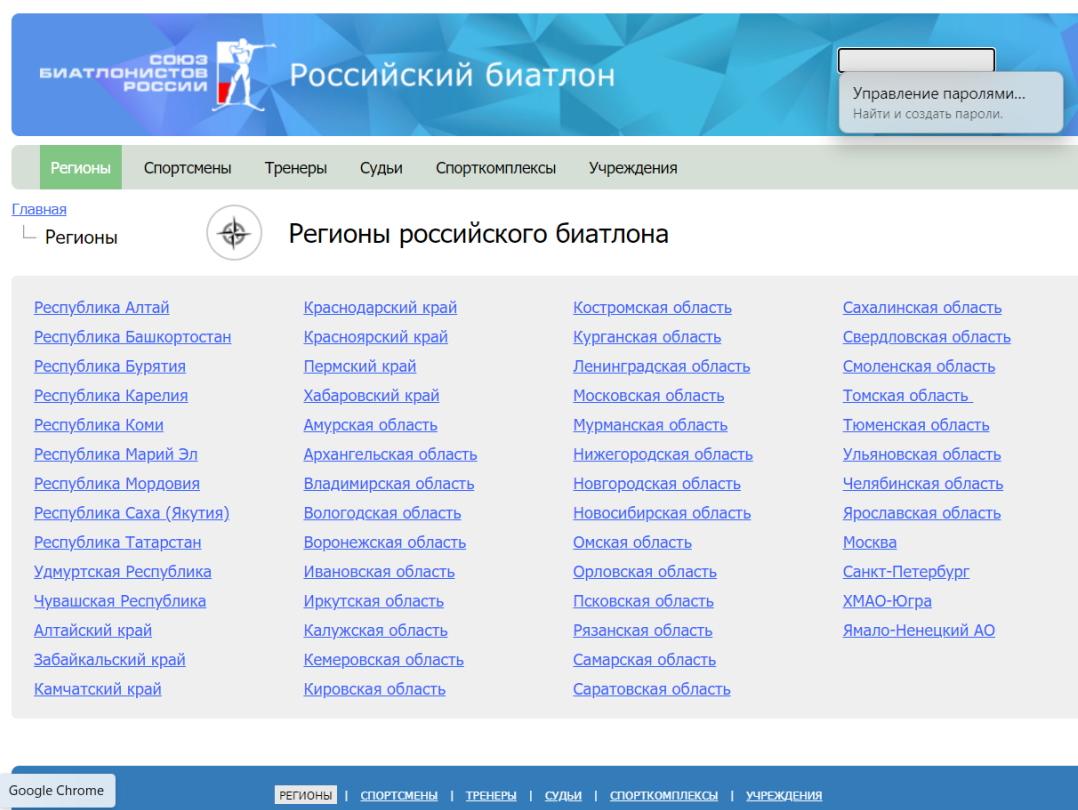 СОЮЗ
БИАТЛОНИСТОВ
РОССИИ
Российский биатлон
Управление паролями...
Найти и создать пароли.
Регионы Спортсмены Тренеры Судьи Спорткомплексы Учреждения
Главная
Регионы
Регионы российского биатлона
Республика Алтай
Республика Башкортостан
Республика Бурятия
Республика Карелия
Республика Коми
Республика Марий Эл
Республика Мордовия
Республика Саха (Якутия)
Республика Татарстан
Удмуртская Республика
Чувашская Республика
Алтайский край
Забайкальский край
Камчатский край
Краснодарский край
Красноярский край
Пермский край
Хабаровский край
Амурская область
Архангельская область
Владимирская область
Вологодская область
Воронежская область
Ивановская область
Иркутская область
Калужская область
Кемеровская область
Кировская область
Костромская область
Курганская область
Ленинградская область
Московская область
Мурманская область
Нижегородская область
Новгородская область
Новосибирская область
Омская область
Орловская область
Псковская область
Рязанская область
Самарская область
Саратовская область
Сахалинская область
Свердловская область
Смоленская область
Томская область
Тюменская область
Ульяновская область
Челябинская область
Ярославская область
Москва
Санкт-Петербург
ХМАО-Югра
Ямало-Ненецкий АО
Google Chrome
РЕГИОНЫ | СПОРТСМЕНЫ | ТРЕНЕРЫ | СУДЬИ | СПОРТКОМПЛЕКСЫ | УЧРЕЖДЕНИЯ